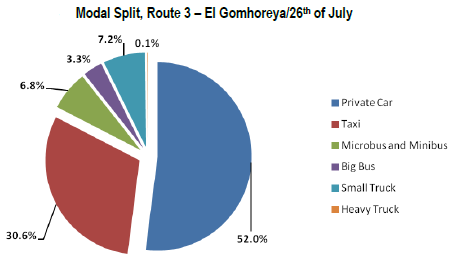 Modal Split, Route 3 – El Gomhoreya/26th of July
7.2%
0.1%
3.3%
6.8%
30.6%
52.0%
Private Car
Taxi
Microbus and Minibus
Big Bus
Small Truck
Heavy Truck